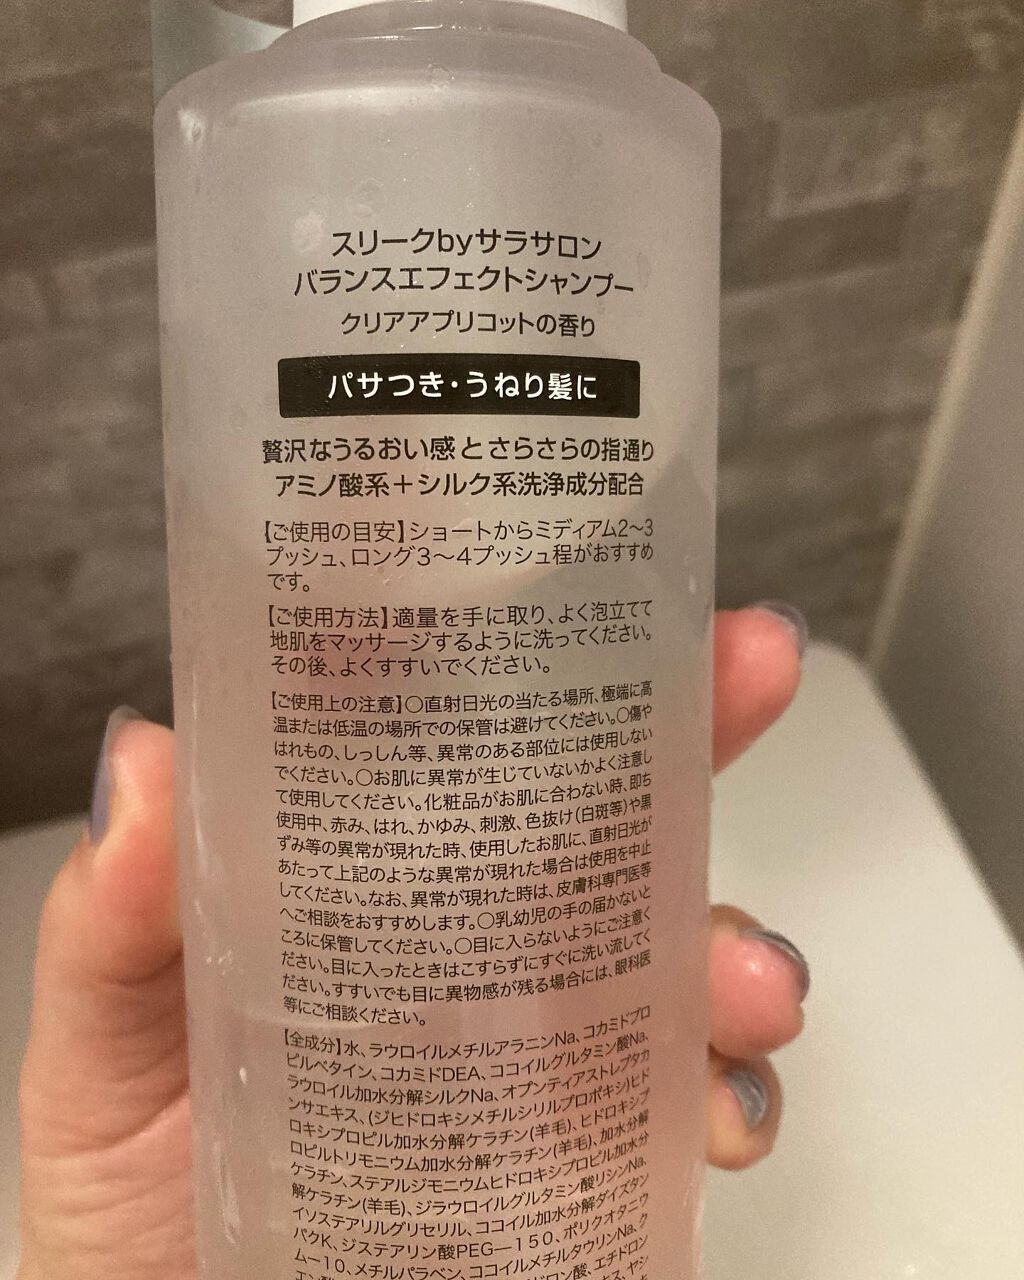 スリークbyサラサロン
バランスエフェクトシャンプー
クリアアプリコットの香り
パサつき・うねり髪に
贅沢なうるおい感とさらさらの指通り
アミノ酸系+シルク系洗浄成分配合
【ご使用の目安】ショートからミディアム2〜3
プッシュ、ロング3〜4プッシュ程がおすすめ
です。
【ご使用方法】適量を手に取り、よく泡立てて
地肌をマッサージするように洗ってください。
その後、よくすすいでください。
【ご使用上の注意】○直射日光の当たる場所、極端に高
温または低温の場所での保管は避けてください。○傷や
はれもの、しっしん等、異常のある部位には使用しない
でください。○お肌に異常が生じていないかよく注意し
て使用してください。化粧品がお肌に合わない時、即ち
使用中、赤み、はれ、かゆみ、刺激、色抜け(白斑等)や黒
ずみ等の異常が現れた時、使用したお肌に、直射日光が
あたって上記のような異常が現れた場合は使用を中止
してください。なお、異常が現れた時は、皮膚科専門医等
へご相談をおすすめします。○乳幼児の手の届かないと
ころに保管してください。○目に入らないようにご注意く
ださい。目に入ったときはこすらずにすぐに洗い流してく
ださい。すすいでも目に異物感が残る場合には、眼科医
等にご相談ください。
【全成分】水、ラウロイルメチルアラニンNa、コカミドプロ
ピルベタイン、コカミドDEA、ココイルグルタミン酸Na、
ラウロイル加水分解シルクNa、オプンティアストレプタカ
ンサエキス、(ジヒドロキシメチルシリルプロポキシ)ヒド
ロキシプロピル加水分解ケラチン(羊毛)、ヒドロキシプ
ロピルトリモニウム加水分解ケラチン(羊毛)、加水分解
ケラチン、ステアルジモニウムヒドロキシプロピル加水分
解ケラチン(羊毛)、ジラウロイルグルタミン酸リシンNa、
イソステアリルグリセリル、ココイル加水分解ダイズタン
パクK、ジステアリン酸PEG―150、ポリクオタニウ
ム―10、メチルパラベン、ココイルメチルタウリンNa、ク
エン酸 ドロン酸、エチドロン